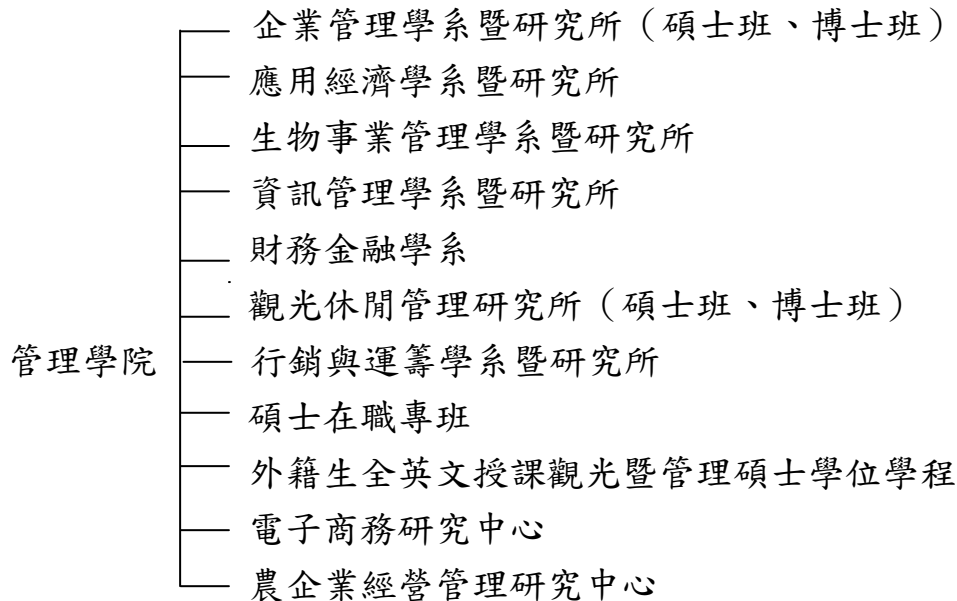 企業管理學系暨研究所（碩士班、博士班）
應用經濟學系暨研究所
生物事業管理學系暨研究所
資訊管理學系暨研究所
財務金融學系
觀光休閒管理研究所（碩士班、博士班）
管理學院
行銷與運籌學系暨研究所
碩士在職專班
外籍生全英文授課觀光暨管理碩士學位學程
電子商務研究中心
農企業經營管理研究中心